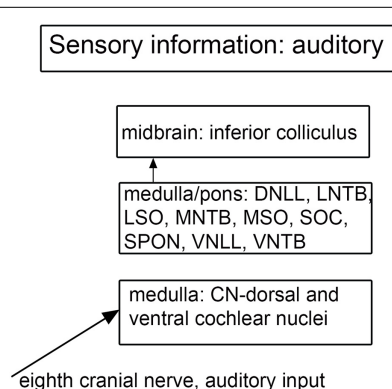 Sensory information: auditory
midbrain: inferior colliculus
medulla/pons: DNLL, LNTB,
LSO, MNTB, MSO, SOC,
SPON, VNLL, VNTB
medulla: CN-dorsal and
ventral cochlear nuclei
eighth cranial nerve, auditory input